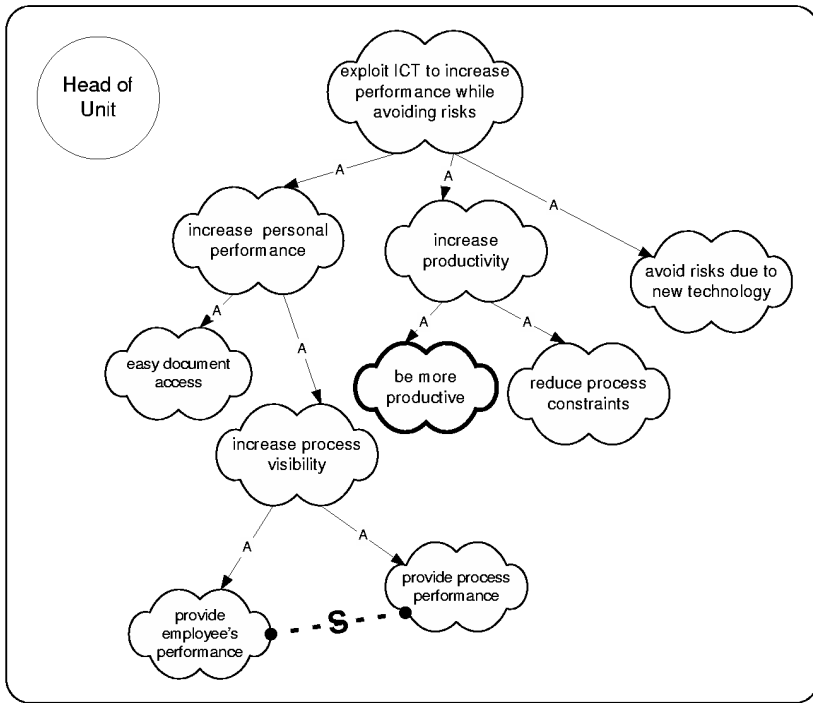 Head of
Unit
exploit ICT to increase
performance while
avoiding risks
A
A
A
increase personal
performance
increase
productivity
avoid risks due to
new technology
A
A
A
A
easy document
access
be more
productive
reduce process
constraints
increase process
visibility
A
A
provide process
performance
provide
employee's
performance
S